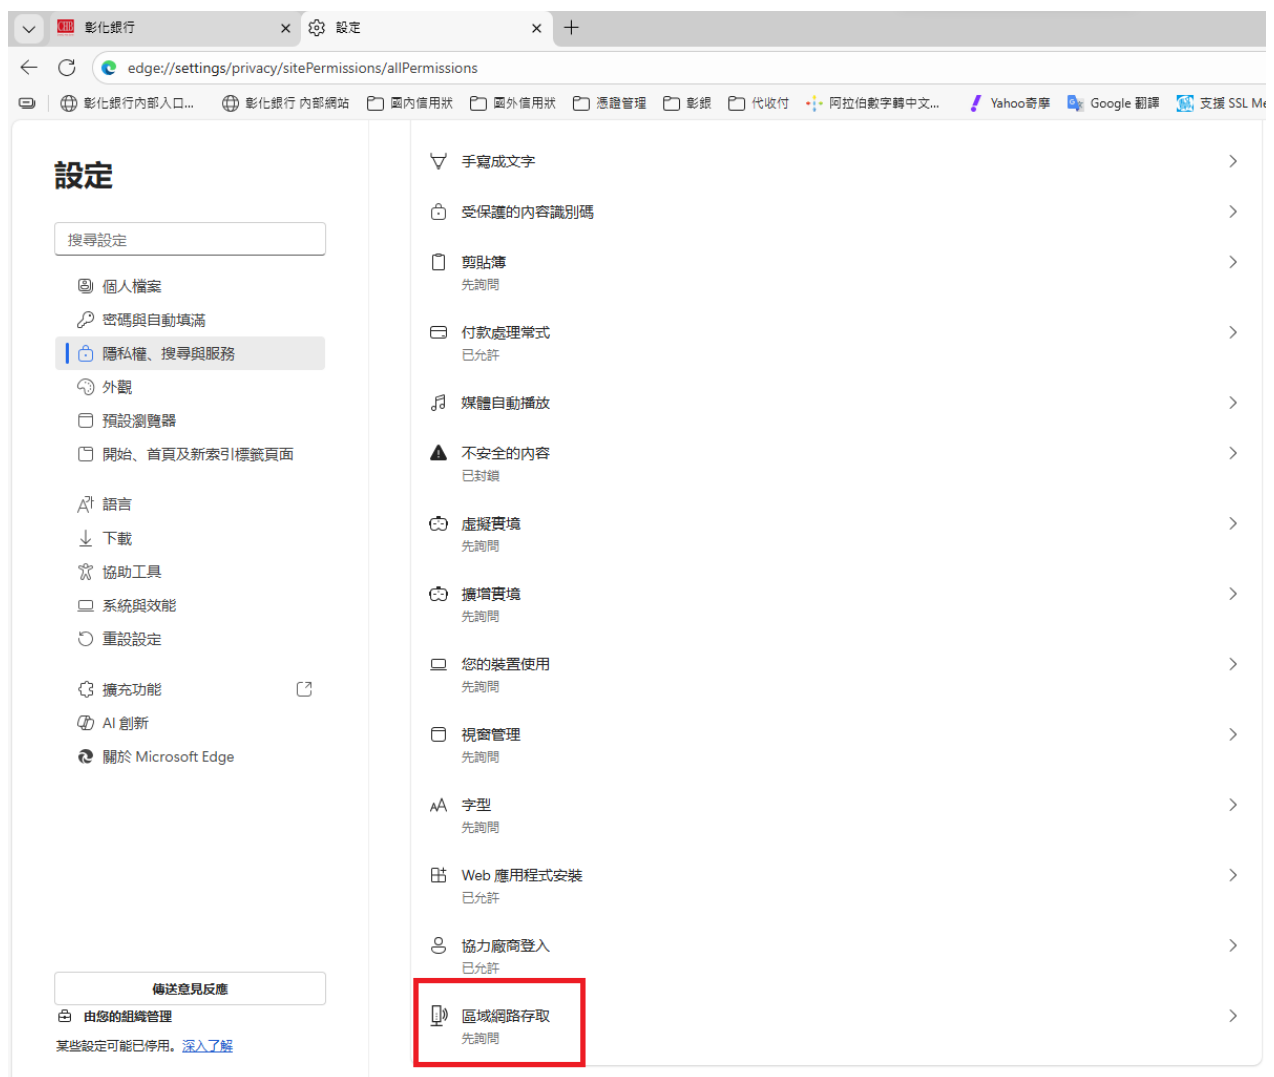 CHB 彰化銀行
設定
edge://settings/privacy/sitePermissions/allPermissions
彰化銀行內部入口...
彰化銀行 內部網站
國內信用狀
國外信用狀
憑證管理
彰銀
代收付
阿拉伯數字轉中文...
Yahoo奇摩
Google 翻譯
支援 SSL Me
設定
搜尋設定
個人檔案
密碼與自動填滿
隱私權、搜尋與服務
外觀
預設瀏覽器
開始、首頁及新索引標籤頁面
語言
下載
協助工具
系統與效能
重設設定
擴充功能
AI 創新
關於 Microsoft Edge
傳送意見反應
由您的組織管理
某些設定可能已停用。深入了解
手寫成文字
受保護的內容識別碼
剪貼簿
先詢問
付款處理常式
已允許
媒體自動播放
不安全的內容
已封鎖
虛擬實境
先詢問
擴增實境
先詢問
您的裝置使用
先詢問
視窗管理
先詢問
字型
先詢問
Web 應用程式安裝
已允許
協力廠商登入
已允許
區域網路存取
先詢問